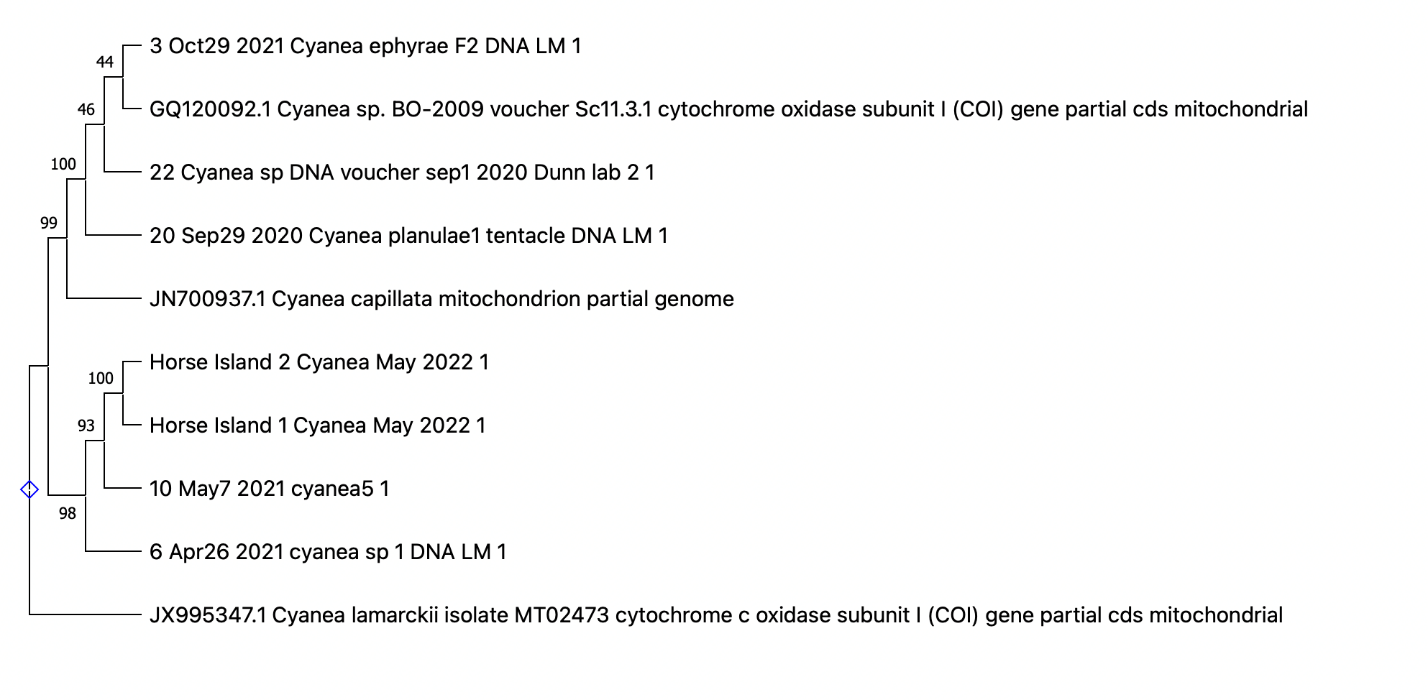 3 Oct29 2021 Cyanea ephyrae F2 DNA LM 1
44
GQ120092.1 Cyanea sp. BO-2009 voucher Sc11.3.1 cytochrome oxidase subunit I (COI) gene partial cds mitochondrial
46
22 Cyanea sp DNA voucher sep1 2020 Dunn lab 2 1
100
20 Sep29 2020 Cyanea planulae1 tentacle DNA LM 1
99
JN700937.1 Cyanea capillata mitochondrion partial genome
Horse Island 2 Cyanea May 2022 1
100
Horse Island 1 Cyanea May 2022 1
93
10 May7 2021 cyanea5 1
98
6 Apr26 2021 cyanea sp 1 DNA LM 1
JX995347.1 Cyanea lamarckii isolate MT02473 cytochrome c oxidase subunit I (COI) gene partial cds mitochondrial